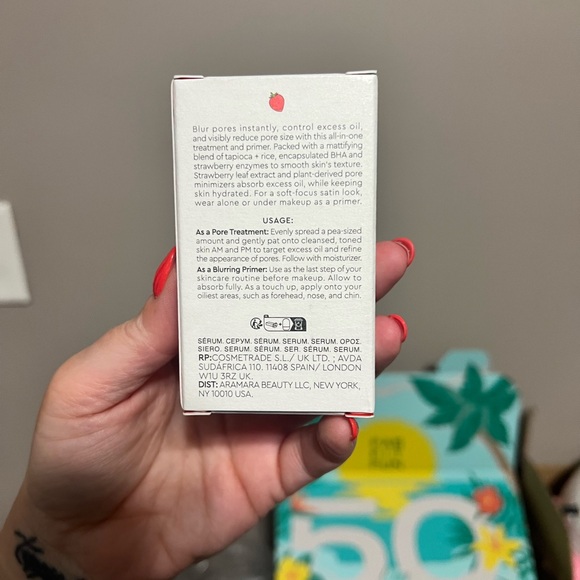 Blur pores instantly, control excess oil,
and visibly reduce pore size with this all-in-one
treatment and primer. Packed with a mattifying
blend of tapioca + rice, encapsulated BHA and
strawberry enzymes to smooth skin's texture.
Strawberry leaf extract and plant-derived pore
minimizers absorb excess oil, while keeping
skin hydrated. For a soft-focus satin look,
wear alone or under makeup as a primer.
USAGE:
As a Pore Treatment: Evenly spread a pea-sized
amount and gently pat onto cleansed, toned
skin AM and PM to target excess oil and refine
the appearance of pores. Follow with moisturizer.
As a Blurring Primer: Use as the last step of your
skincare routine before makeup. Allow to
absorb fully. As a touch up, apply onto your
oiliest areas, such as forehead, nose, and chin.
SÉRUM. СЕРУМ. SÉRUM. SERUM. SERUM. ΟΡΟΣ.
SIERO. SERUM. SÉRUM. SER. SÉRUM. SERUM.
RP:COSMETRADE S.L./ UK LTD. ; AVDA
SUDÁFRICA 110. 11408 SPAIN/ LONDON
W1U 3RZ UK.
DIST: ARAMARA BEAUTY LLC, NEW YORK,
NY 10010 USA.
50